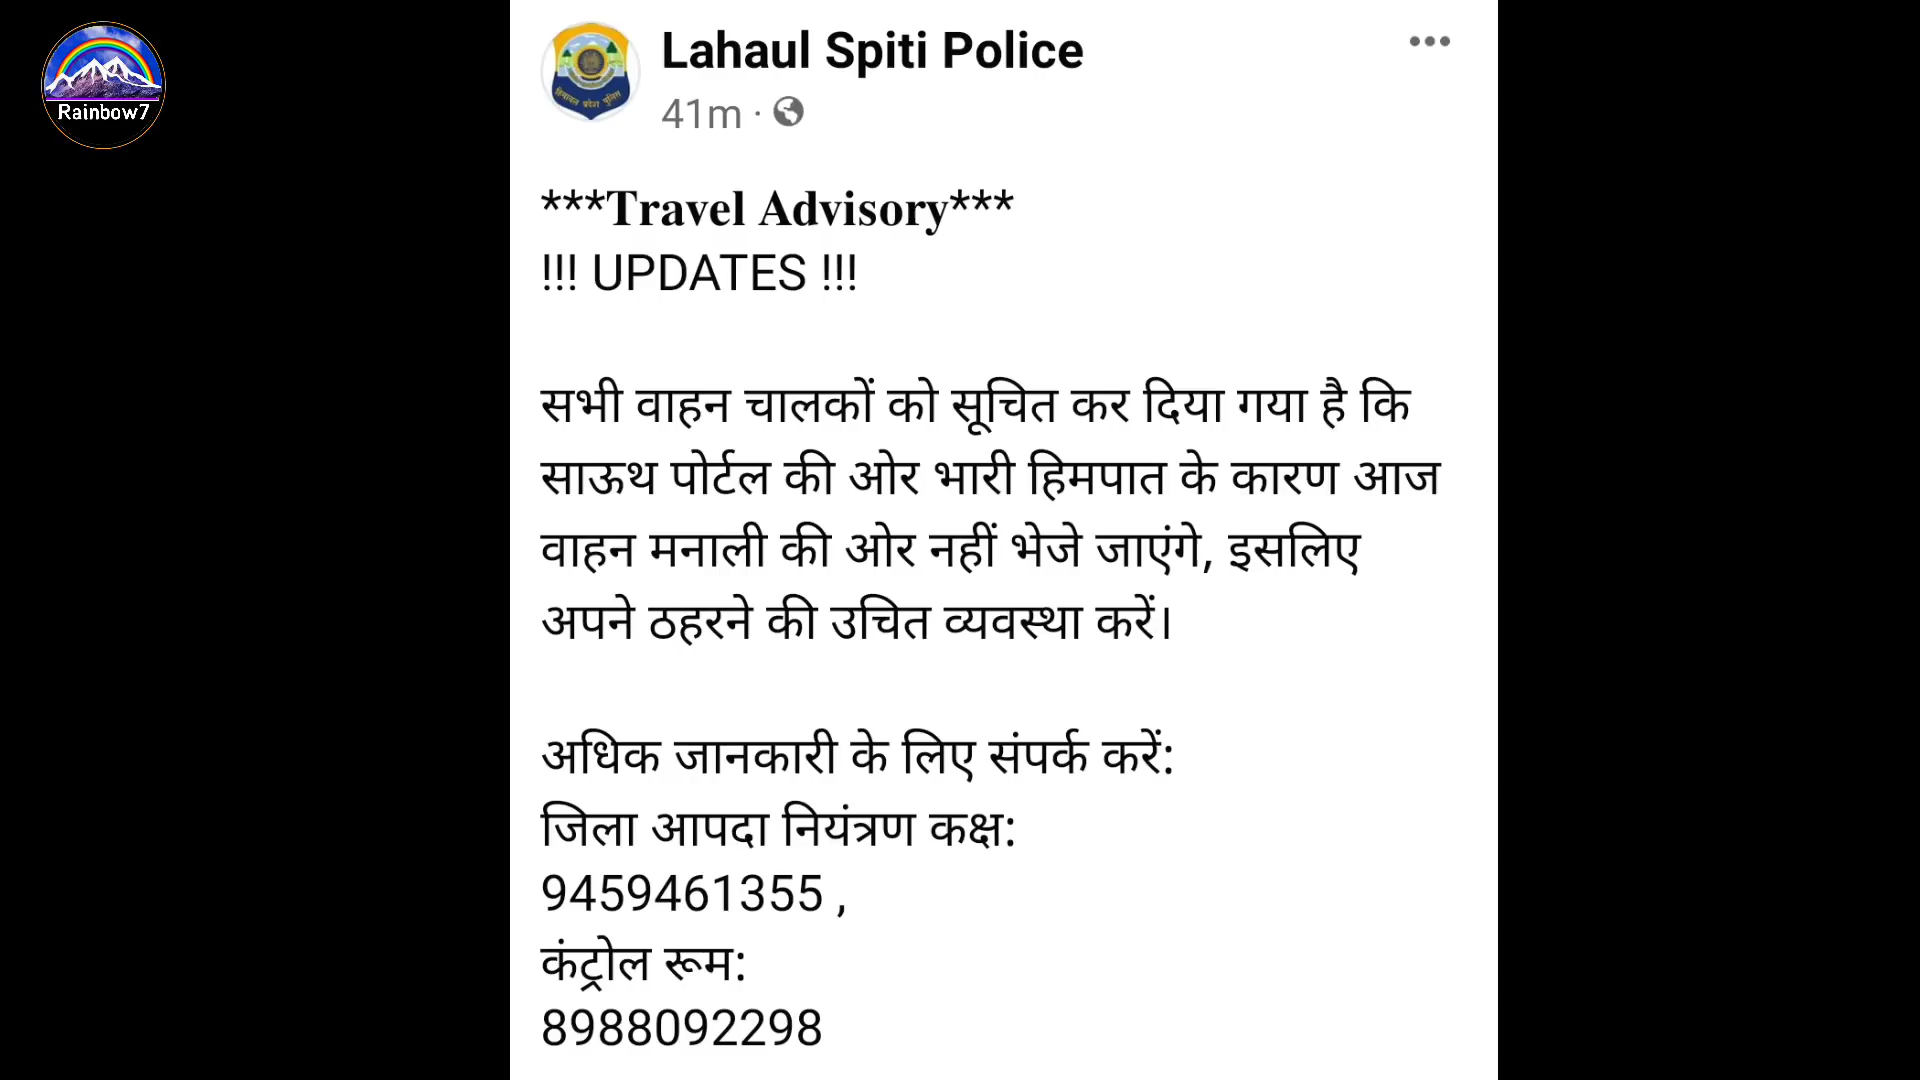 Rainbow7
Lahaul Spiti Police
41m ·
***Travel Advisory***
!!! UPDATES !!!
सभी वाहन चालकों को सूचित कर दिया गया है कि
साऊथ पोर्टल की ओर भारी हिमपात के कारण आज
वाहन मनाली की ओर नहीं भेजे जाएंगे, इसलिए
अपने ठहरने की उचित व्यवस्था करें।
अधिक जानकारी के लिए संपर्क करें:
जिला आपदा नियंत्रण कक्ष:
9459461355 ,
कंट्रोल रूम:
8988092298
हिमाचल प्रदेश पुलिस